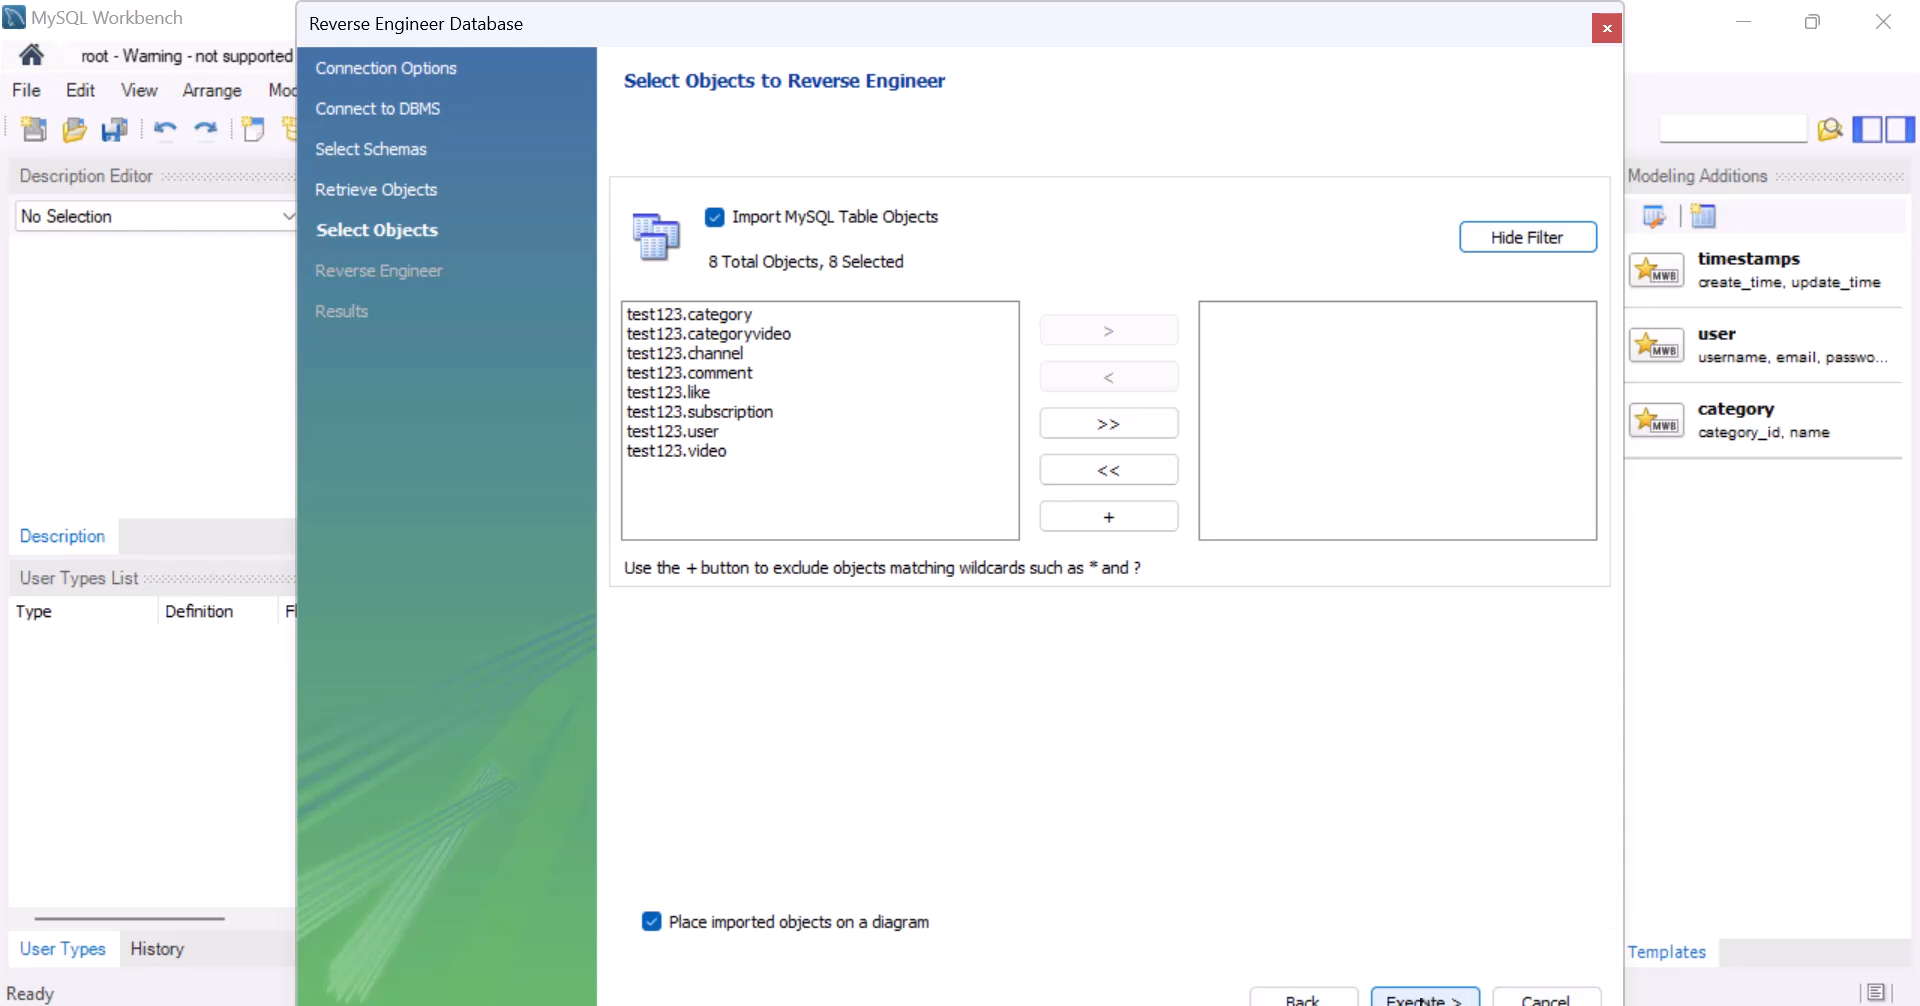 MySQL Workbench
Reverse Engineer Database
root - Warning - not supported
File Edit View Arrange Mod
Description Editor
No Selection
Description
User Types List
Type Definition Fl
User Types History
Ready
Connection Options
Connect to DBMS
Select Schemas
Retrieve Objects
Select Objects
Reverse Engineer
Results
Select Objects to Reverse Engineer
Import MySQL Table Objects
8 Total Objects, 8 Selected
Hide Filter
test123.category
test123.categoryvideo
test123.channel
test123.comment
test123.like
test123.subscription
test123.user
test123.video
>
<
>>
<<
+
Use the + button to exclude objects matching wildcards such as * and ?
Place imported objects on a diagram
Back Execute > Cancel
Modeling Additions
MWB
timestamps
create_time, update_time
MWB
user
username, email, passwo...
MWB
category
category_id, name
Templates